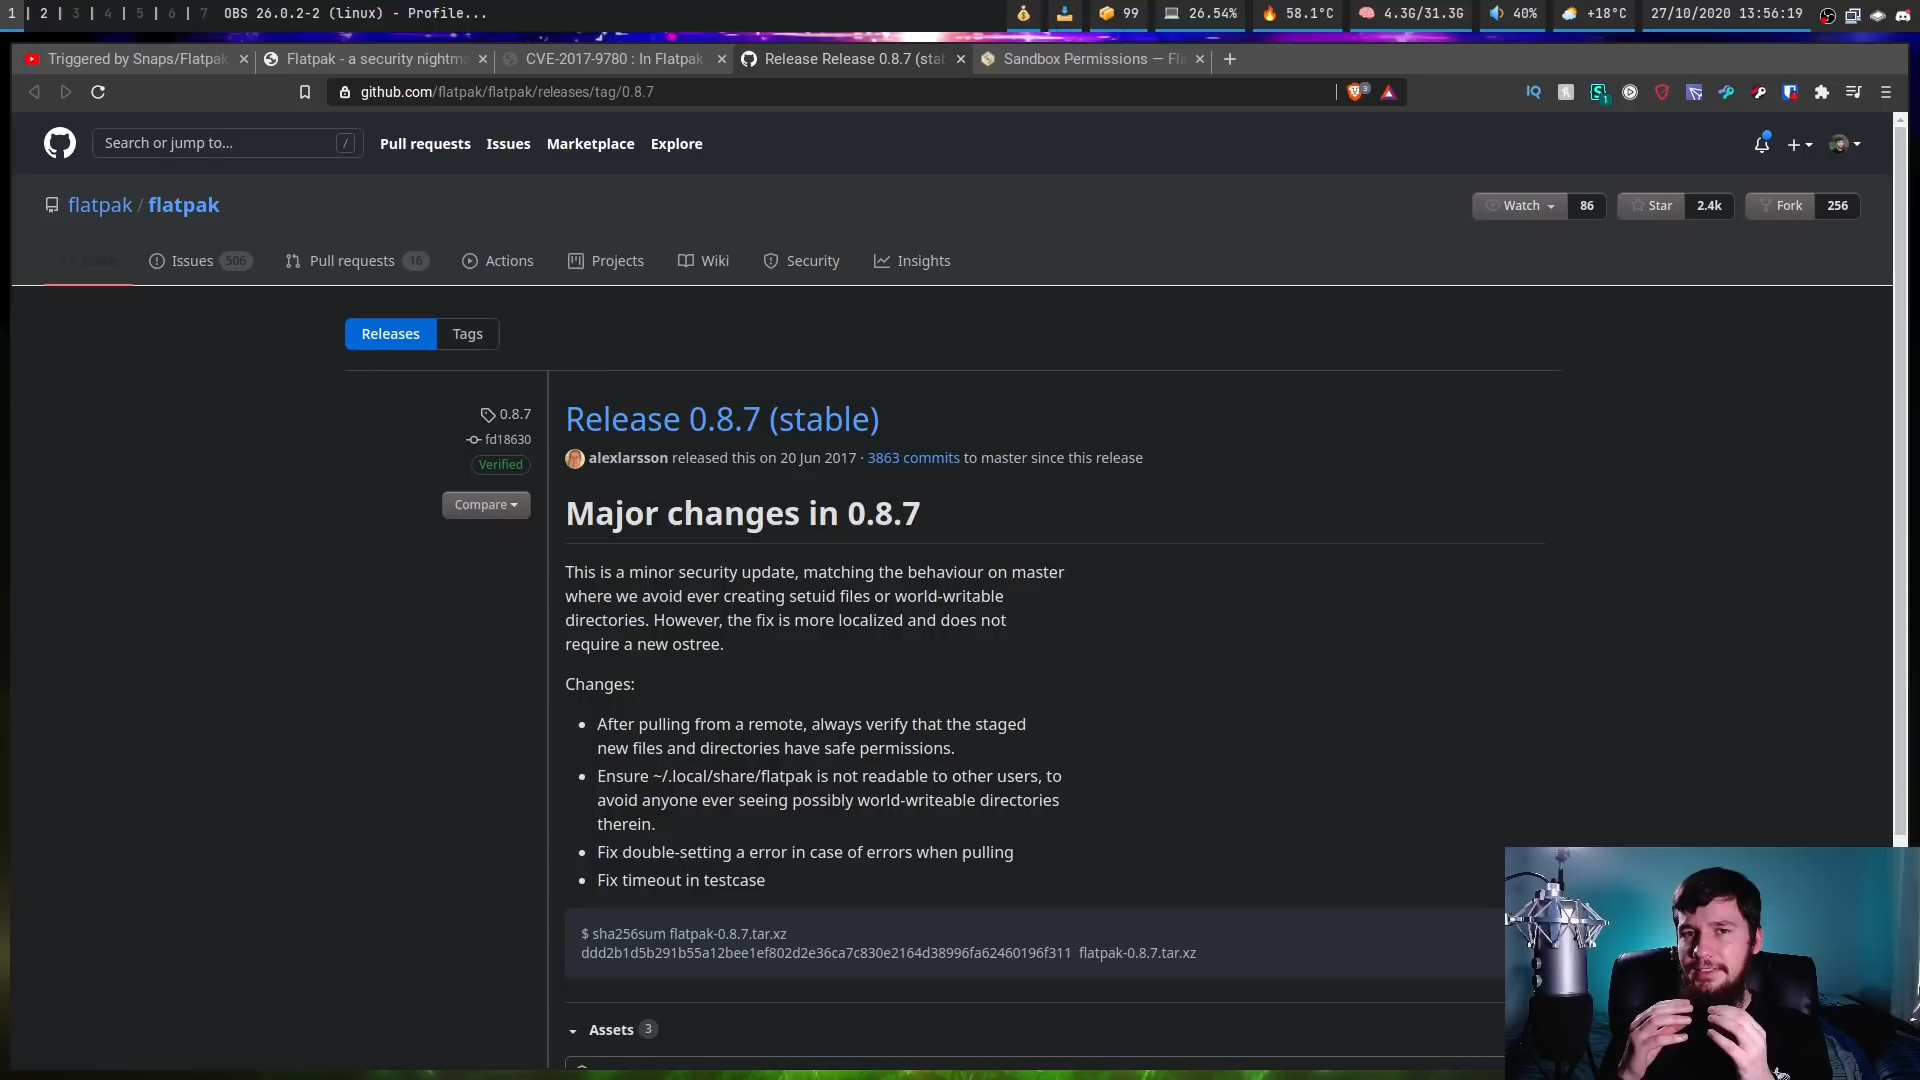 1 | 2 | 3 | 4 | 5 | 6 | 7 OBS 26.0.2-2 (linux) - Profile...
99 26.54% 58.1°C 4.3G/31.3G 40% +18°C 27/10/2020 13:56:19
Triggered by Snaps/Flatpak
Flatpak - a security nightma
CVE-2017-9780 : In Flatpak
Release Release 0.8.7 (stab
Sandbox Permissions — Fla
github.com/flatpak/flatpak/releases/tag/0.8.7
3
IQ
1
Search or jump to... /
Pull requests Issues Marketplace Explore
flatpak / flatpak
Watch 86 Star 2.4k Fork 256
Code Issues 506 Pull requests 16 Actions Projects Wiki Security Insights
Releases Tags
0.8.7
fd18630
Verified
Compare
Release 0.8.7 (stable)
alexlarsson released this on 20 Jun 2017 · 3863 commits to master since this release
Major changes in 0.8.7
This is a minor security update, matching the behaviour on master
where we avoid ever creating setuid files or world-writable
directories. However, the fix is more localized and does not
require a new ostree.
Changes:
• After pulling from a remote, always verify that the staged
new files and directories have safe permissions.
• Ensure ~/.local/share/flatpak is not readable to other users, to
avoid anyone ever seeing possibly world-writeable directories
therein.
• Fix double-setting a error in case of errors when pulling
• Fix timeout in testcase
$ sha256sum flatpak-0.8.7.tar.xz
ddd2b1d5b291b55a12bee1ef802d2e36ca7c830e2164d38996fa62460196f311 flatpak-0.8.7.tar.xz
Assets 3